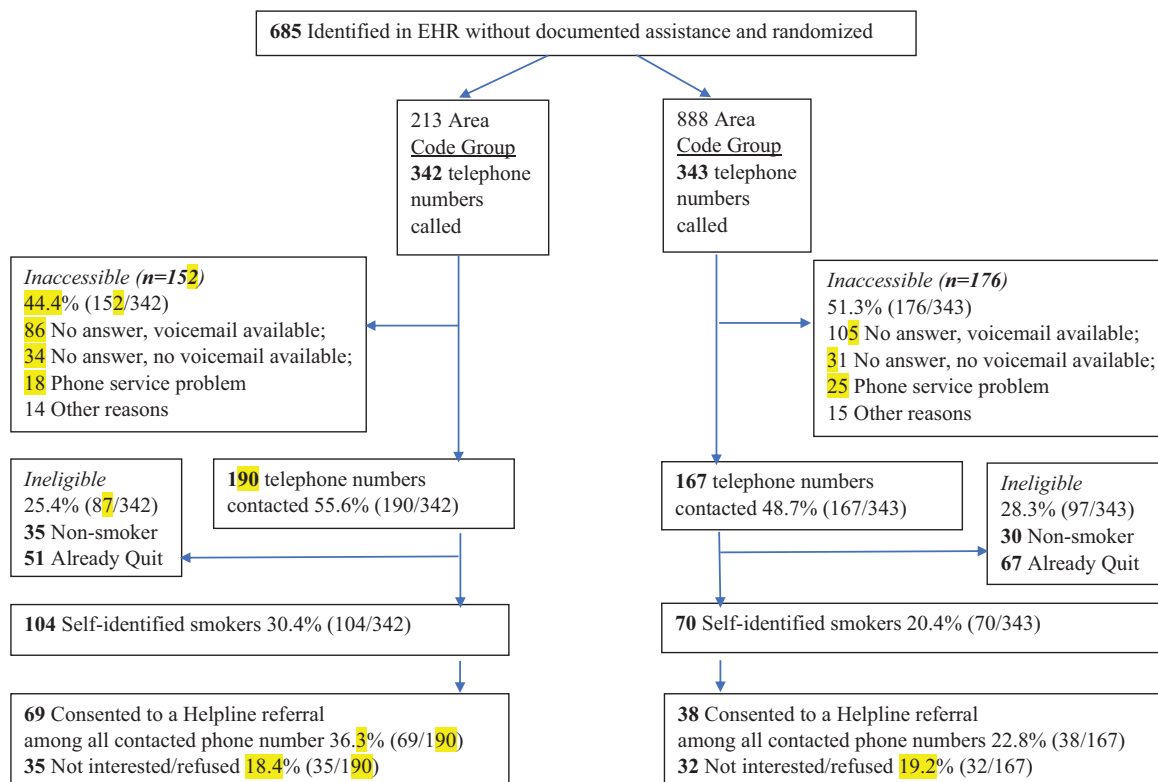 685 Identified in EHR without documented assistance and randomized
213 Area
Code Group
342 telephone
numbers
called
888 Area
Code Group
343 telephone
numbers
called
Inaccessible (n=152)
44.4% (152/342)
86 No answer, voicemail available;
34 No answer, no voicemail available;
18 Phone service problem
14 Other reasons
Inaccessible (n=176)
51.3% (176/343)
105 No answer, voicemail available;
31 No answer, no voicemail available;
25 Phone service problem
15 Other reasons
Ineligible
25.4% (87/342)
35 Non-smoker
51 Already Quit
190 telephone numbers
contacted 55.6% (190/342)
167 telephone numbers
contacted 48.7% (167/343)
Ineligible
28.3% (97/343)
30 Non-smoker
67 Already Quit
104 Self-identified smokers 30.4% (104/342)
70 Self-identified smokers 20.4% (70/343)
69 Consented to a Helpline referral
among all contacted phone number 36.3% (69/190)
35 Not interested/refused 18.4% (35/190)
38 Consented to a Helpline referral
among all contacted phone numbers 22.8% (38/167)
32 Not interested/refused 19.2% (32/167)